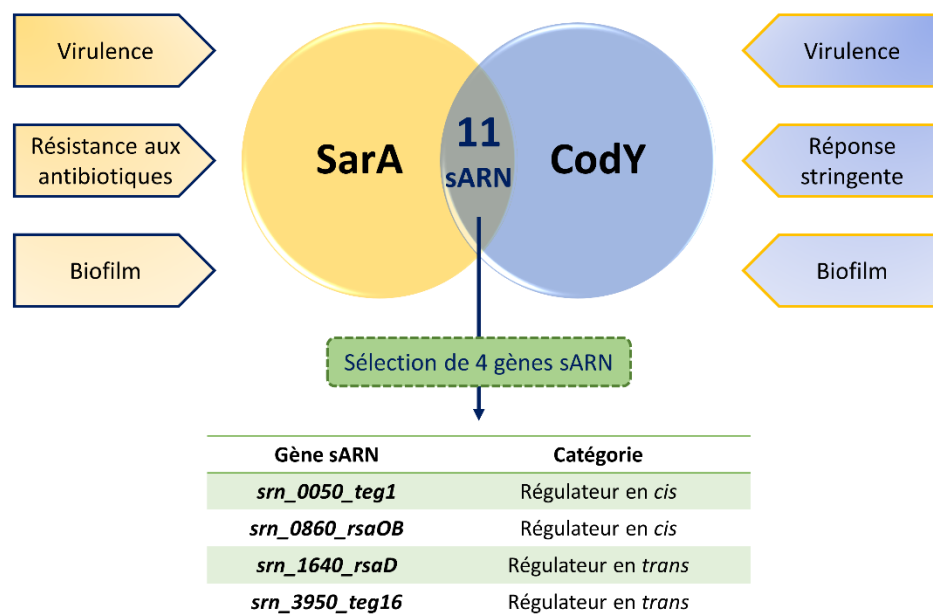 Virulence
Résistance aux
antibiotiques
Biofilm
SarA
11
sARN
CodY
Virulence
Réponse
stringente
Biofilm
Sélection de 4 gènes sARN
Gène sARN Catégorie
srn_0050_teg1 Régulateur en cis
srn_0860_rsaOB Régulateur en cis
srn_1640_rsaD Régulateur en trans
srn_3950_teg16 Régulateur en trans